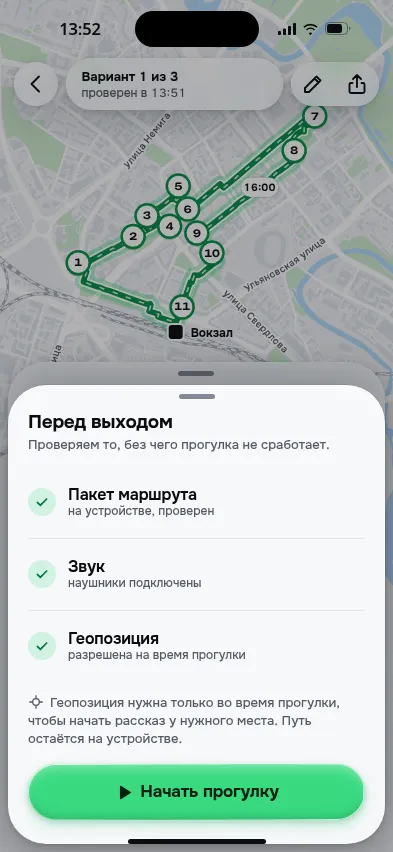 13:52
Вариант 1 из 3
проверен в 13:51
улица Немига
7
8
16:00
5
6
3
4
9
2
10
1
Ульяновская улица
улица Свердлова
11
Вокзал
ица
Перед выходом
Проверяем то, без чего прогулка не сработает.
Пакет маршрута
на устройстве, проверен
Звук
наушники подключены
Геопозиция
разрешена на время прогулки
Геопозиция нужна только во время прогулки,
чтобы начать рассказ у нужного места. Путь
остаётся на устройстве.
Начать прогулку